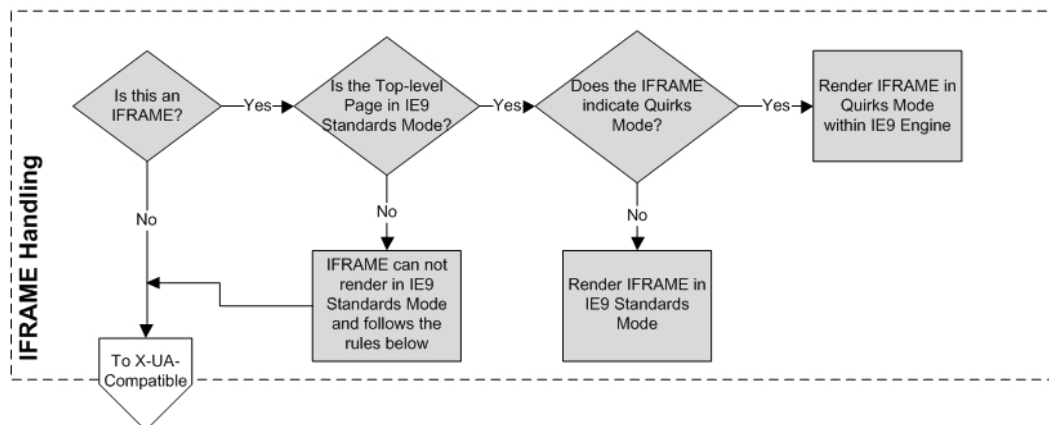 Is this an
IFRAME?
Yes
Is the Top-level
Page in IE9
Standards Mode?
Yes
Does the IFRAME
indicate Quirks
Mode?
Yes
Render IFRAME in
Quirks Mode
within IE9 Engine
No
No
No
IFRAME can not
render in IE9
Standards Mode
and follows the
rules below
Render IFRAME in
IE9 Standards
Mode
To X-UA-
Compatible
IFRAME Handling